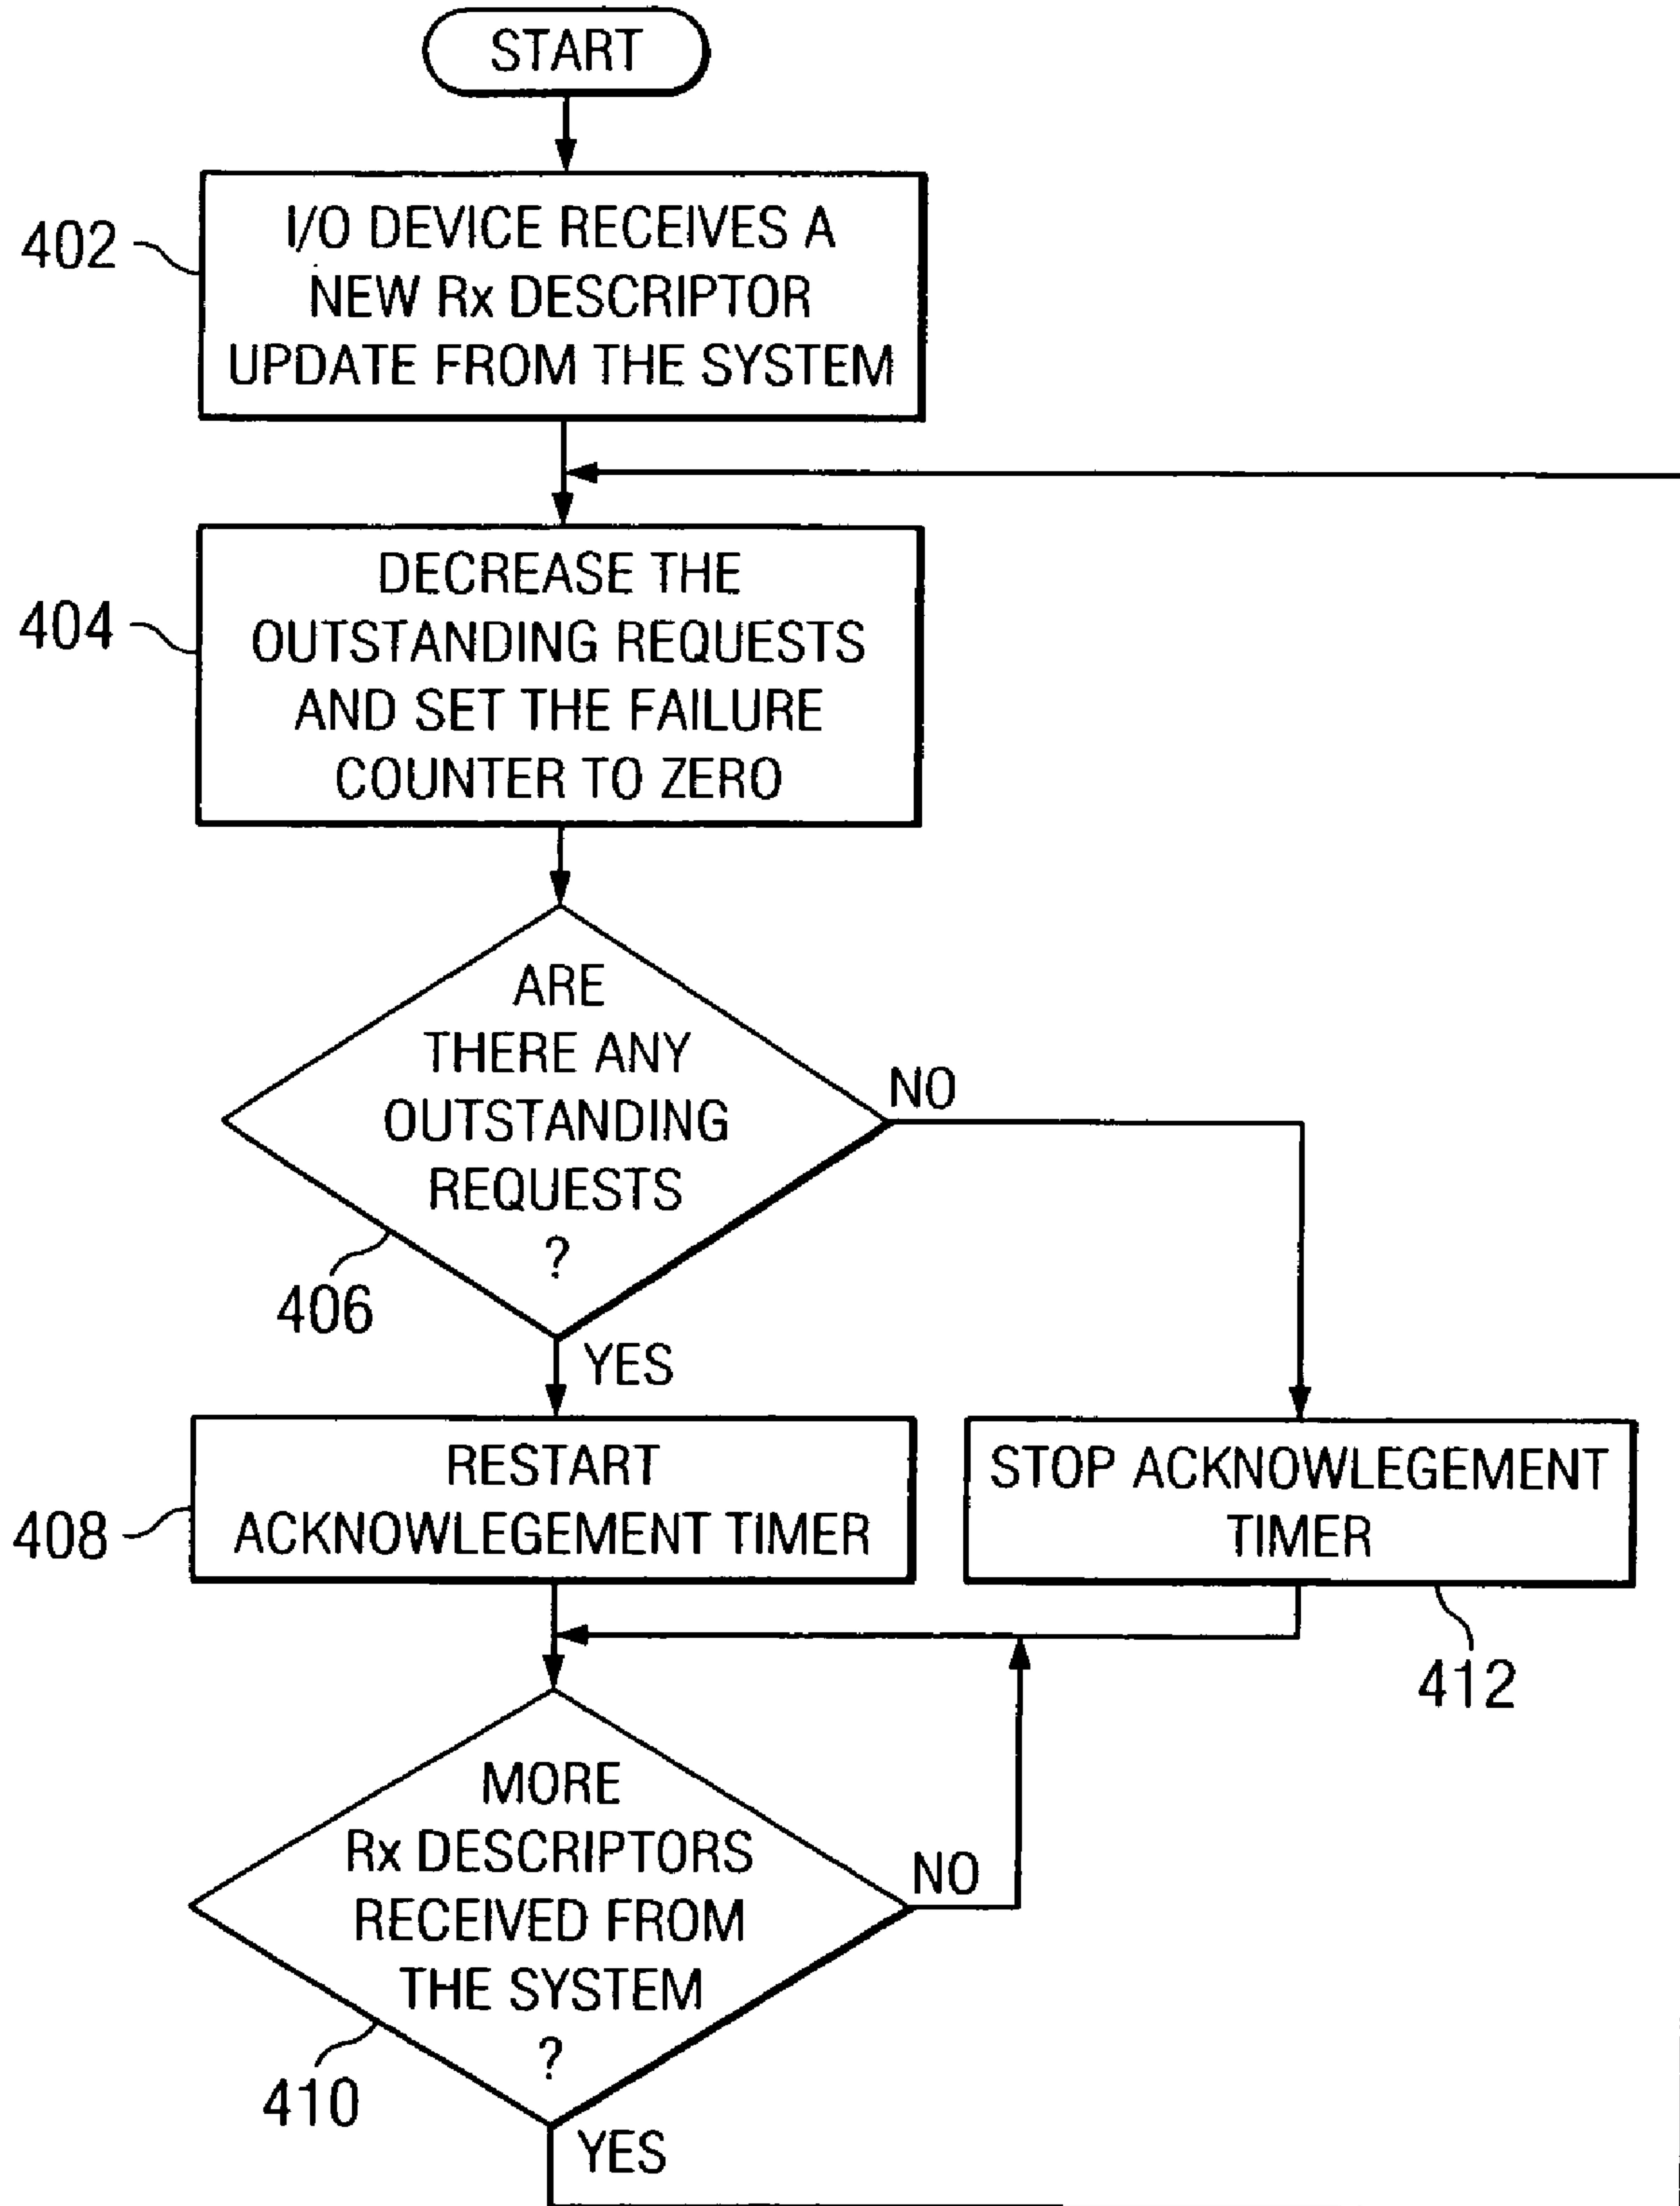 START
402
I/O DEVICE RECEIVES A
NEW Rx DESCRIPTOR
UPDATE FROM THE SYSTEM
404
DECREASE THE
OUTSTANDING REQUESTS
AND SET THE FAILURE
COUNTER TO ZERO
ARE
THERE ANY
OUTSTANDING
REQUESTS
?
NO
406
YES
408
RESTART
ACKNOWLEGEMENT TIMER
STOP ACKNOWLEGEMENT
TIMER
412
MORE
Rx DESCRIPTORS
RECEIVED FROM
THE SYSTEM
?
NO
410
YES